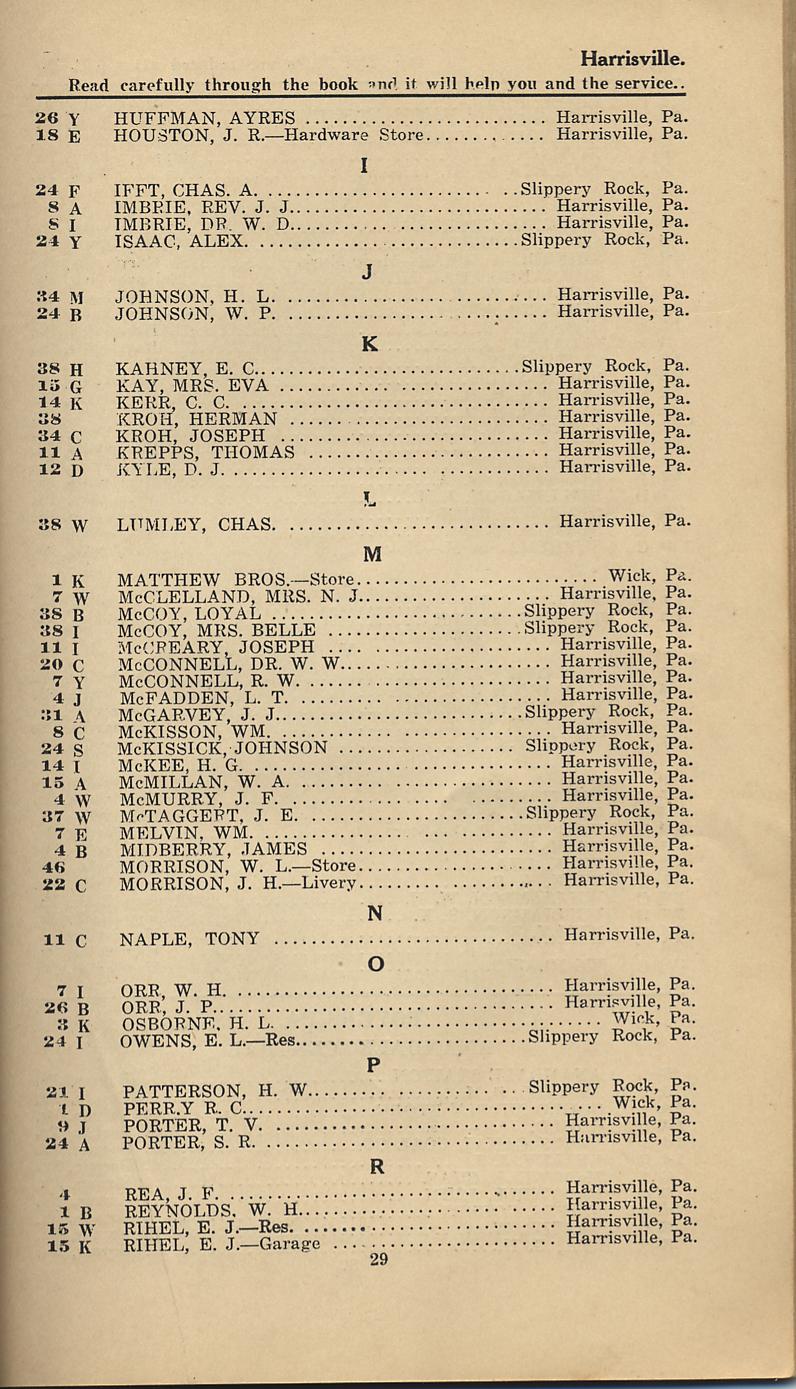 Harrisville.
Read carefully through the book and it will help you and the service..
26 Y HUFFMAN, AYRES .......................... Harrisville, Pa.
18 E HOUSTON, J. R.—Hardware Store............. Harrisville, Pa.
I
24 F IFFT, CHAS. A. ............................Slippery Rock, Pa.
8 A IMBRIE, REV. J. J........................... Harrisville, Pa.
8 I IMBRIE, DR. W. D........................... Harrisville, Pa.
24 Y ISAAC, ALEX. .............................Slippery Rock, Pa.
J
34 M JOHNSON, H. L. ............................ Harrisville, Pa.
24 B JOHNSON, W. P. ............................ Harrisville, Pa.
K
38 H KAHNEY, E. C.............................Slippery Rock, Pa.
15 G KAY, MRS. EVA ............................ Harrisville, Pa.
14 K KERR, C. C. ............................... Harrisville, Pa.
38 KROH, HERMAN ........................... Harrisville, Pa.
34 C KROH, JOSEPH ............................ Harrisville, Pa.
11 A KREPPS, THOMAS ......................... Harrisville, Pa.
12 D KYLE, D. J. ................................ Harrisville, Pa.
L
38 W LUMLEY, CHAS. ........................... Harrisville, Pa.
M
1 K MATTHEW BROS.—Store......................... Wick, Pa.
7 W McCLELLAND, MRS. N. J.................... Harrisville, Pa.
38 B McCOY, LOYAL ..........................Slippery Rock, Pa.
38 I McCOY, MRS. BELLE .....................Slippery Rock, Pa.
11 I McCREARY, JOSEPH ....................... Harrisville, Pa.
20 C McCONNELL, DR. W. W...................... Harrisville, Pa.
7 Y McCONNELL, R. W. ......................... Harrisville, Pa.
4 J McFADDEN, L. T. ........................... Harrisville, Pa.
31 A McGARVEY, J. J..........................Slippery Rock, Pa.
8 C McKISSON, WM. ............................ Harrisville, Pa.
24 S McKISSICK, JOHNSON .................... Slippery Rock, Pa.
14 I McKEE, H. G. ............................... Harrisville, Pa.
15 A McMILLAN, W. A. ........................... Harrisville, Pa.
4 W McMURRY, J. F. ............................ Harrisville, Pa.
37 W McTAGGERT, J. E. .......................Slippery Rock, Pa.
7 E MELVIN, WM. .............................. Harrisville, Pa.
4 B MIDBERRY, JAMES ........................ Harrisville, Pa.
46 MORRISON, W. L.—Store.................... Harrisville, Pa.
22 C MORRISON, J. H.—Livery.................... Harrisville, Pa.
N
11 C NAPLE, TONY ............................. Harrisville, Pa.
O
7 I ORR, W. H. ................................. Harrisville, Pa.
26 B ORR, J. P................................... Harrisville, Pa.
3 K OSBORNE, H. L. ................................. Wick, Pa.
24 I OWENS, E. L.—Res........................Slippery Rock, Pa.
P
21 I PATTERSON, H. W........................ Slippery Rock, Pa.
1 D PERR.Y R. C..................................... Wick, Pa.
9 J PORTER, T. V. .............................. Harrisville, Pa.
24 A PORTER, S. R. .............................. Harrisville, Pa.
R
4 REA, J. F. ................................... Harrisville, Pa.
1 B REYNOLDS, W. H........................... Harrisville, Pa.
15 W RIHEL, E. J.—Res. .......................... Harrisville, Pa.
15 K RIHEL, E. J.—Garage ....................... Harrisville, Pa.
29